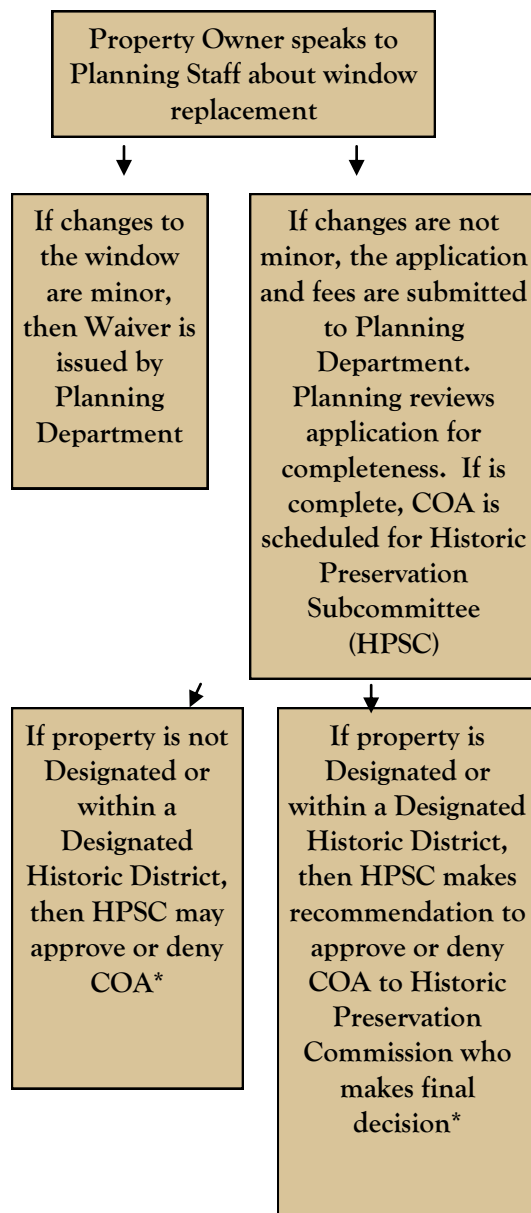 Property Owner speaks to
Planning Staff about window
replacement
If changes to
the window
are minor,
then Waiver is
issued by
Planning
Department
If changes are not
minor, the application
and fees are submitted
to Planning
Department.
Planning reviews
application for
completeness.  If is
complete, COA is
scheduled for Historic
Preservation
Subcommittee
(HPSC)
If property is not
Designated or
within a
Designated
Historic District,
then HPSC may
approve or deny
COA*
If property is
Designated or
within a Designated
Historic District,
then HPSC makes
recommendation to
approve or deny
COA to Historic
Preservation
Commission who
makes final
decision*